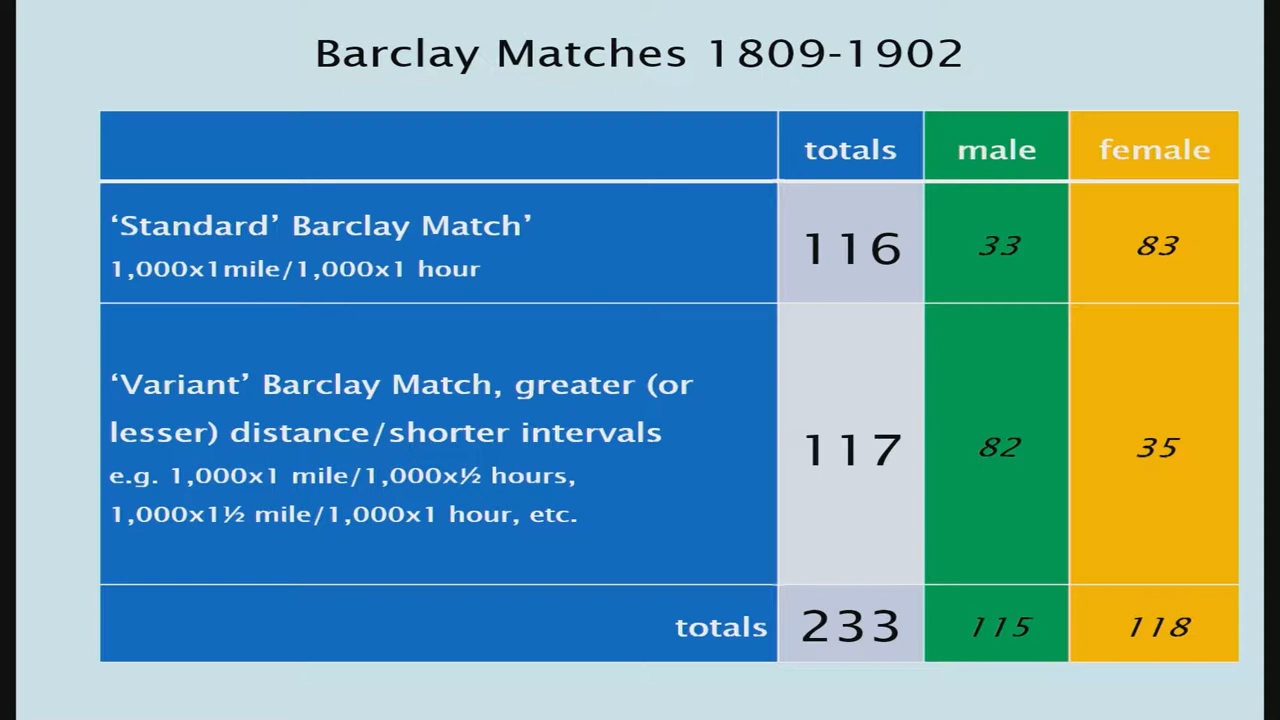 Barclay Matches 1809-1902
totals male female
‘Standard’ Barclay Match’
1,000x1mile/1,000x1 hour
116 33 83
‘Variant’ Barclay Match, greater (or
lesser) distance/shorter intervals
e.g. 1,000x1 mile/1,000x½ hours,
1,000x1½ mile/1,000x1 hour, etc.
117 82 35
totals 233 115 118